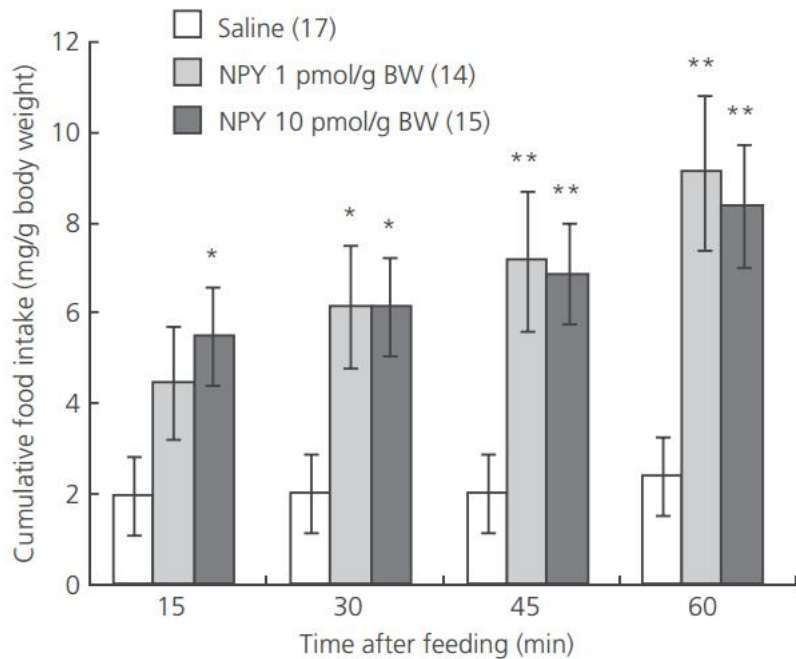 Saline (17)
NPY 1 pmol/g BW (14)
NPY 10 pmol/g BW (15)
Cumulative food intake (mg/g body weight)
12
10
8
6
4
2
0
*
* *
** **
** **
15 30 45 60
Time after feeding (min)